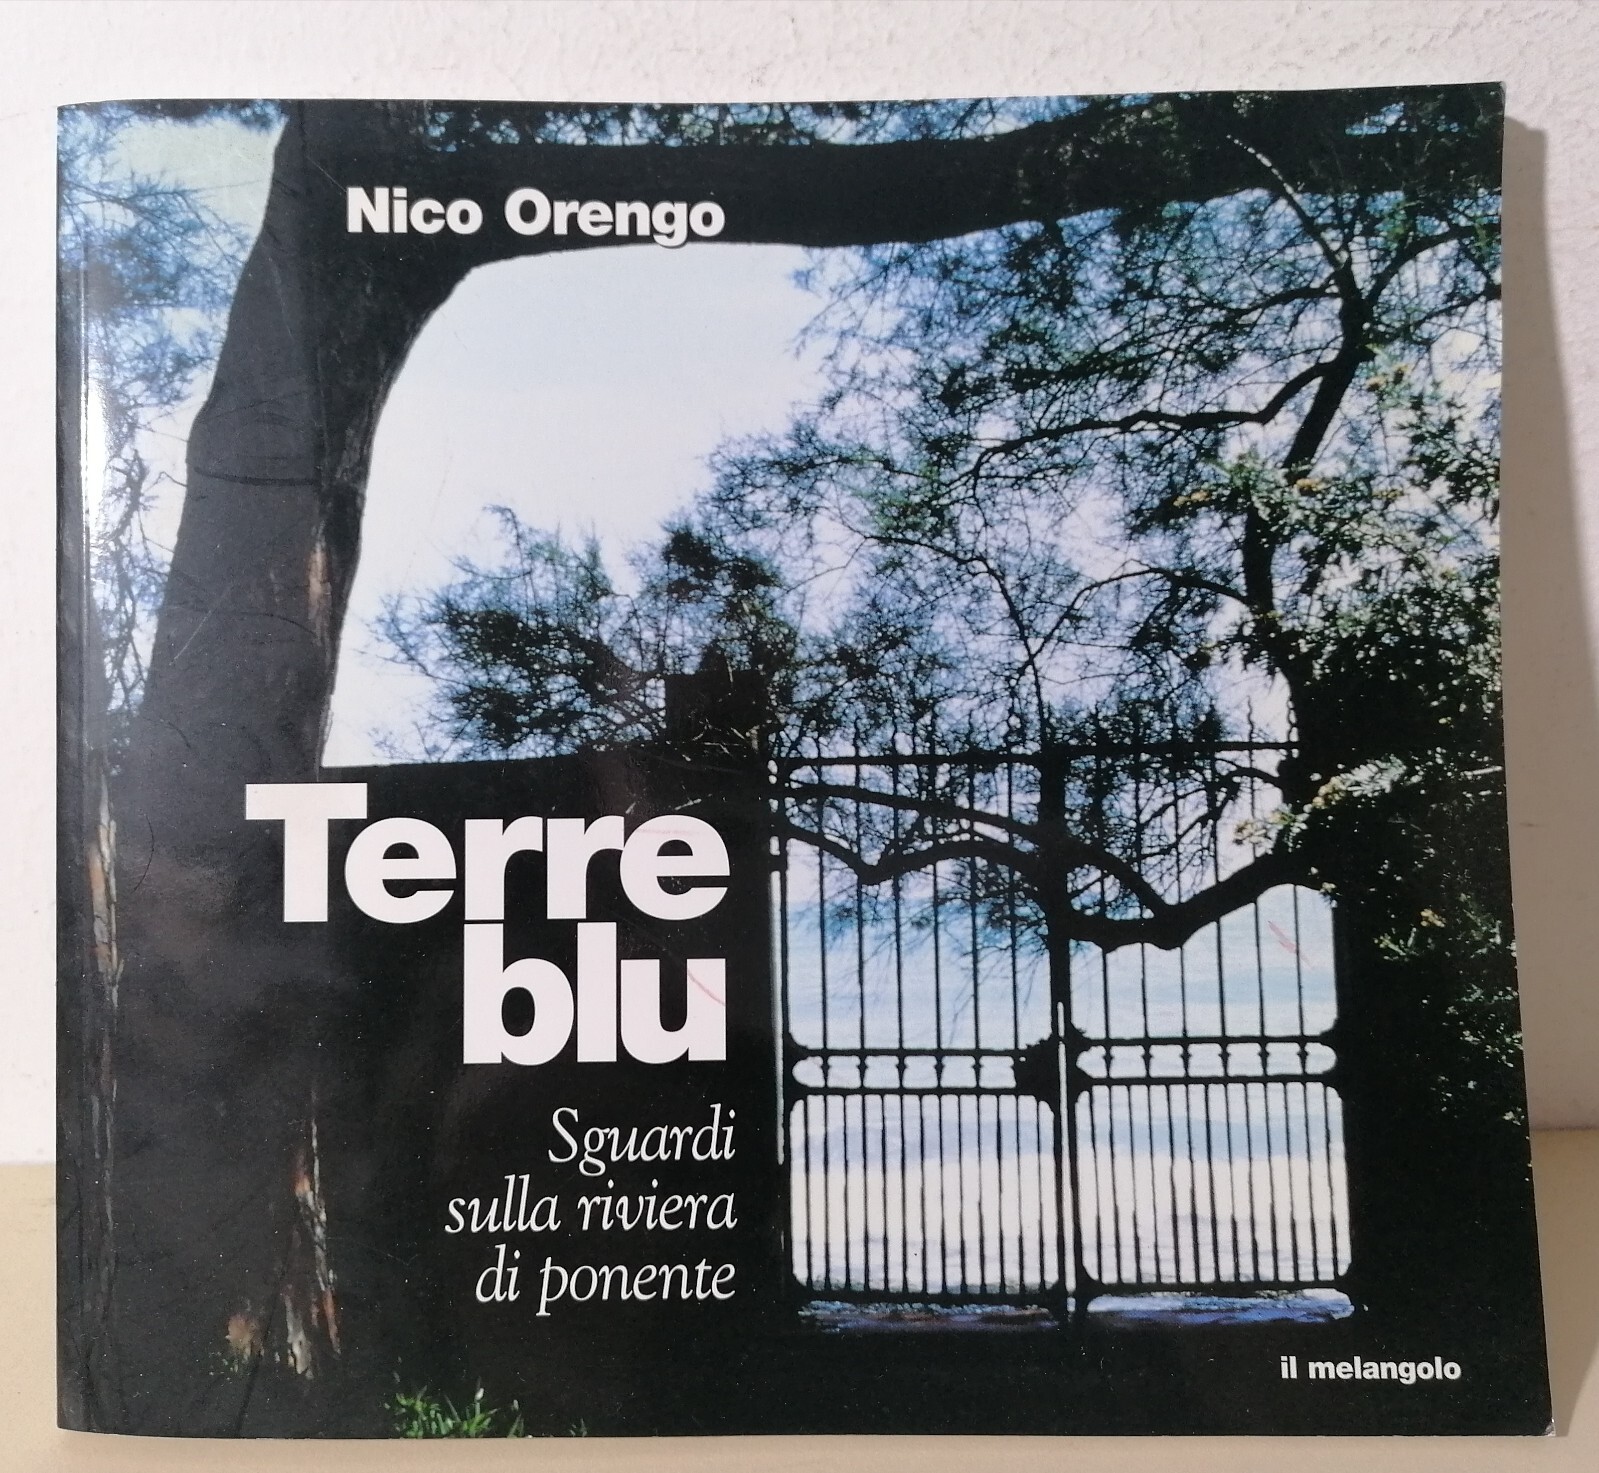 Nico Orengo
Terre
blu
Sguardi
sulla riviera
di ponente
il melangolo